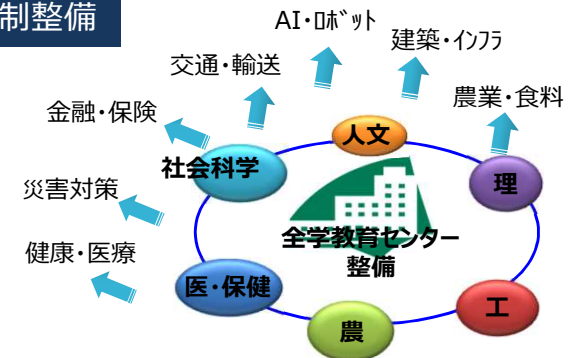 制整備
AI・ﾛﾎﾞｯﾄ
建築・ｲﾝﾌﾗ
交通・輸送
農業・食料
金融・保険
人文
社会科学
理
災害対策
全学教育センター
整備
健康・医療
医・保健
工
農